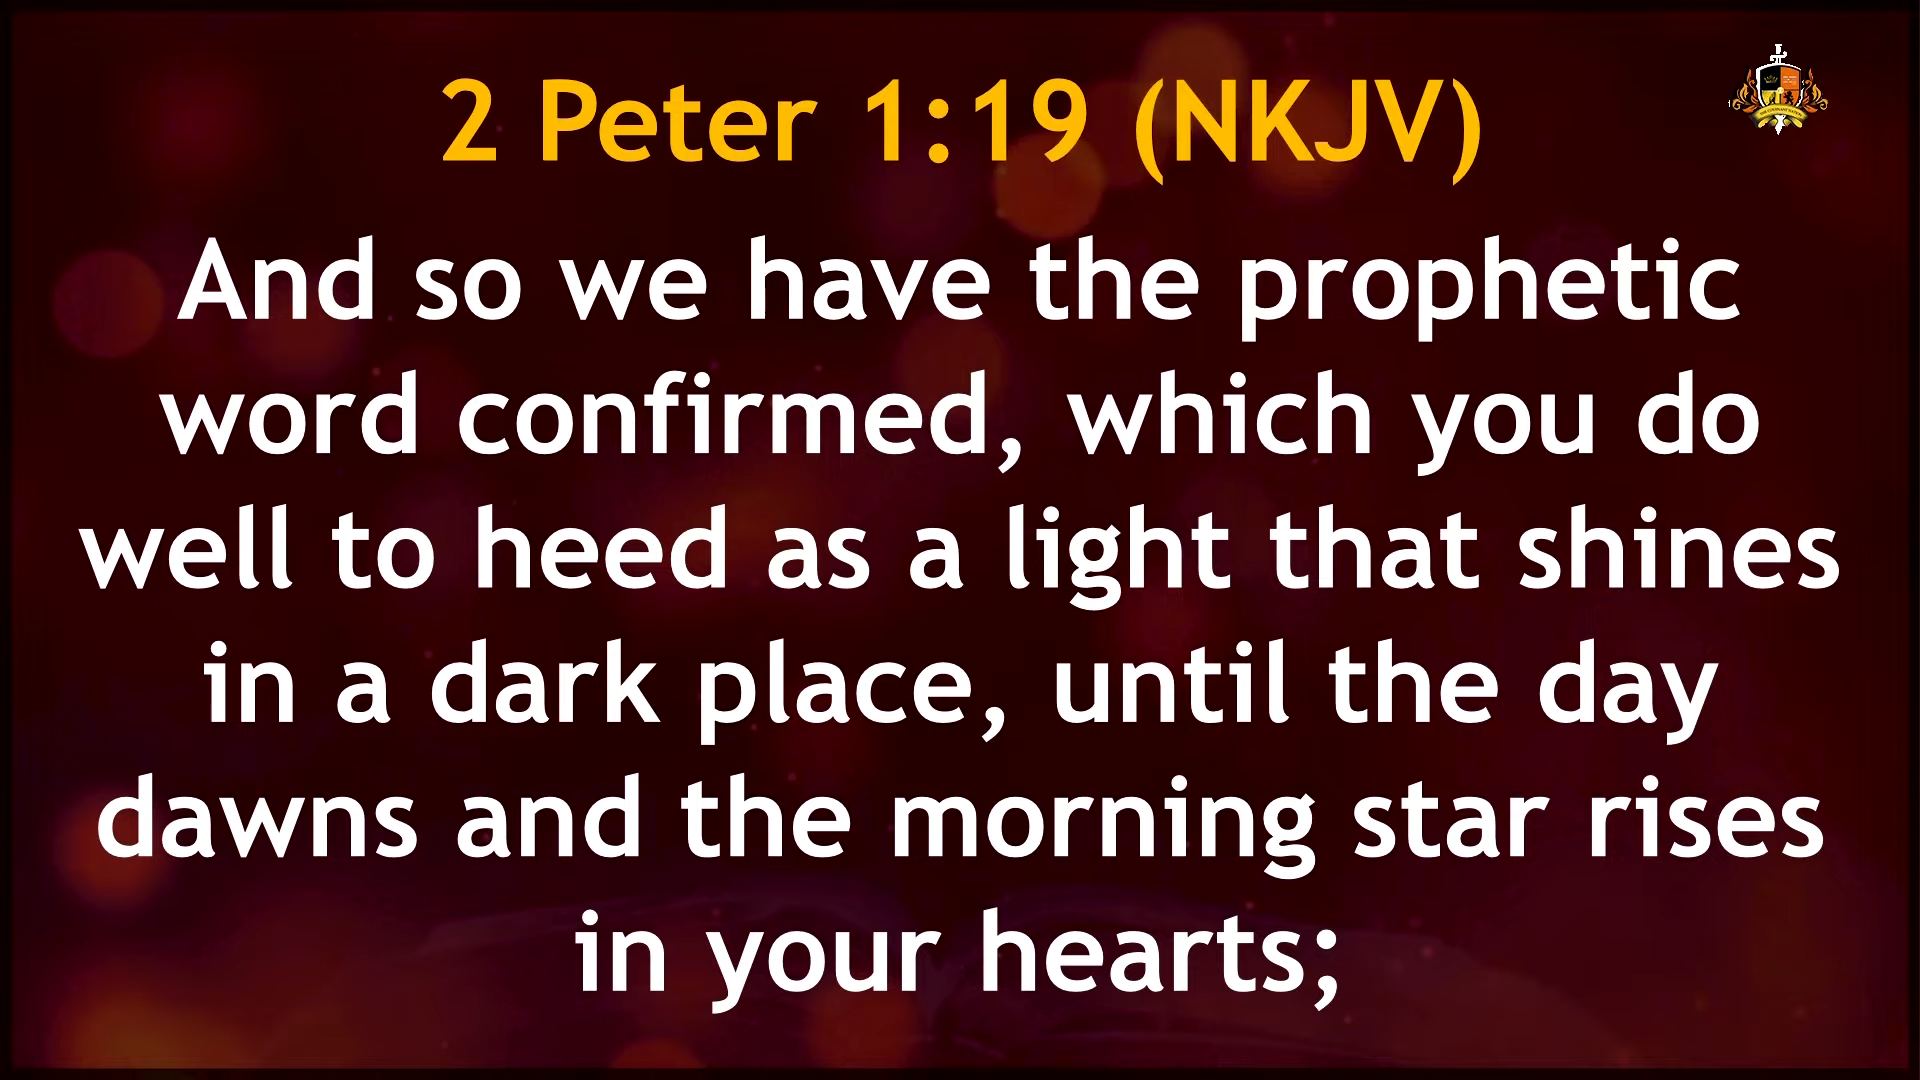 2 Peter 1:19 (NKJV)
And so we have the prophetic
word confirmed, which you do
well to heed as a light that shines
in a dark place, until the day
dawns and the morning star rises
in your hearts;